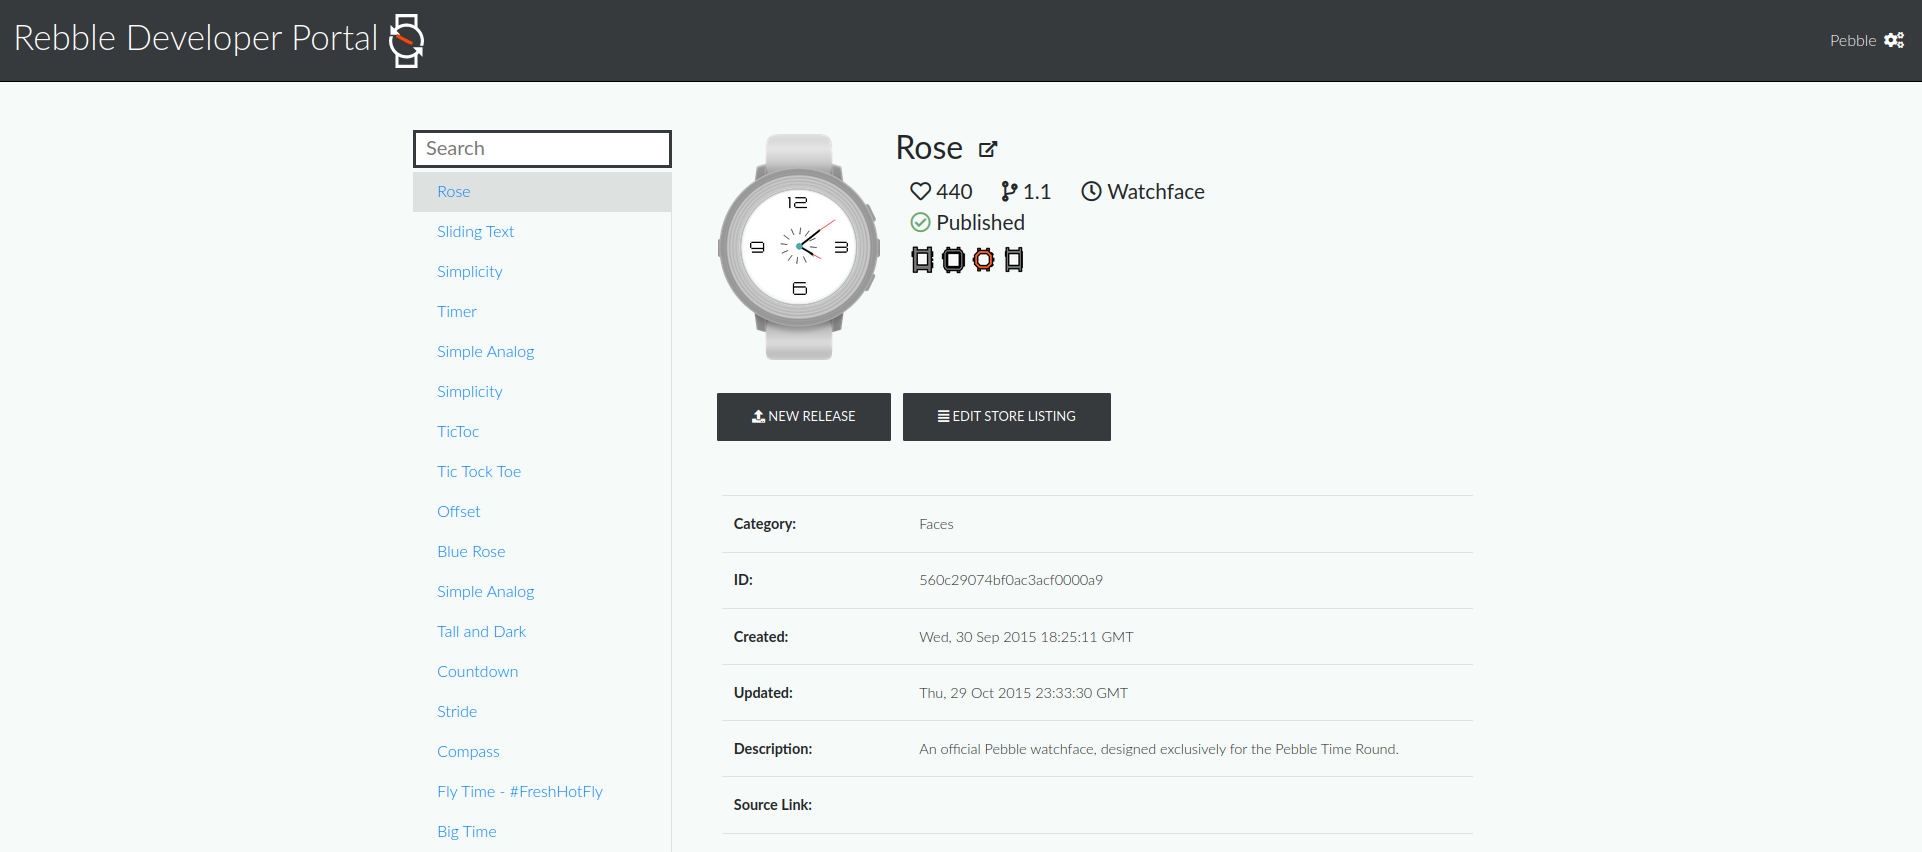 Rebble Developer Portal
Pebble
Search
Rose
Sliding Text
Simplicity
Timer
Simple Analog
Simplicity
TicToc
Tic Tock Toe
Offset
Blue Rose
Simple Analog
Tall and Dark
Countdown
Stride
Compass
Fly Time - #FreshHotFly
Big Time
12
9 3
6
Rose
440 1.1 Watchface
Published
NEW RELEASE EDIT STORE LISTING
Category: Faces
ID: 560c29074bf0ac3acf0000a9
Created: Wed, 30 Sep 2015 18:25:11 GMT
Updated: Thu, 29 Oct 2015 23:33:30 GMT
Description: An official Pebble watchface, designed exclusively for the Pebble Time Round.
Source Link: